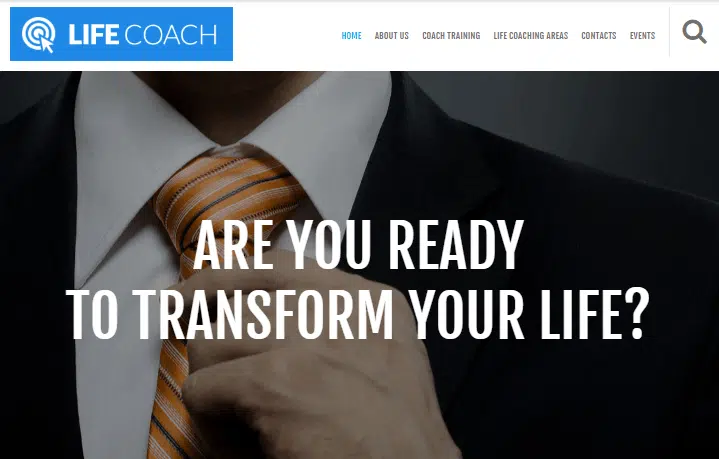 LIFE COACH
HOME ABOUT US COACH TRAINING LIFE COACHING AREAS CONTACTS EVENTS
ARE YOU READY
TO TRANSFORM YOUR LIFE?